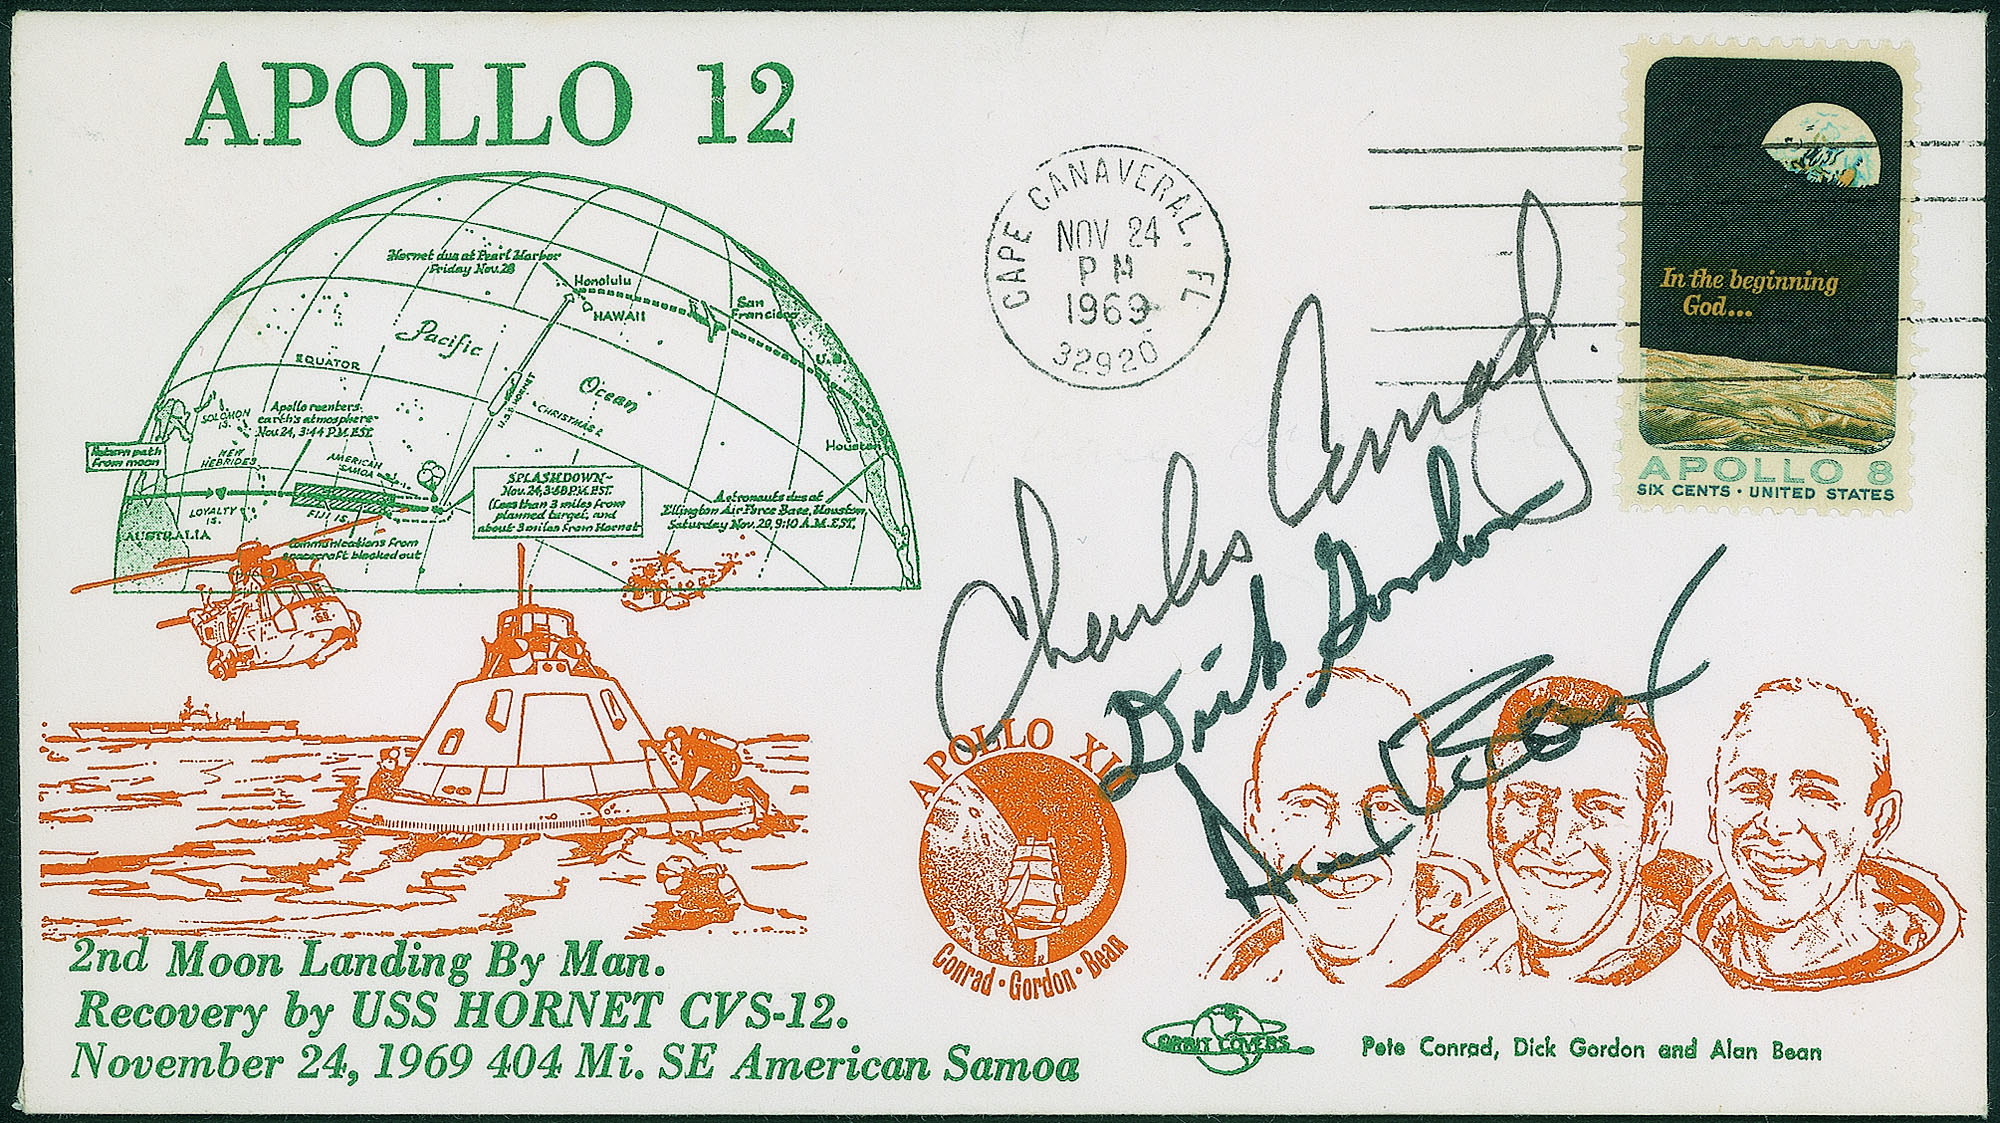 APOLLO 12
Hornet due at Pearl Harbor
Friday Nov. 28
Honolulu
HAWAII
San
Francisco
U.S.
Pacific
Ocean
EQUATOR
U.S.S. HORNET
CHRISTMAS I.
SOLOMON
IS.
Apollo reenters
earth's atmosphere
Nov. 24, 3:44 P.M. EST.
Return path
from moon
NEW
HEBRIDES
AMERICAN
SAMOA
Houston
SPLASHDOWN~
Nov. 24, 3:58 P.M. EST.
(Less than 3 miles from
planned target, and
about 3 miles from Hornet
Astronauts due at
Ellington Air Force Base, Houston,
Saturday Nov. 29, 9:10 A.M. EST.
LOYALTY
IS.
FIJI IS.
AUSTRALIA
Communications from
spacecraft blacked out
2nd Moon Landing By Man.
Recovery by USS HORNET CVS-12.
November 24, 1969 404 Mi. SE American Samoa
CAPE CANAVERAL, FL
NOV 24
PM
1969
32920
In the beginning
God...
APOLLO 8
SIX CENTS · UNITED STATES
Charles Conrad Jr.
Dick Gordon
Alan Bean
APOLLO XII
Conrad · Gordon · Bean
ORBIT COVERS
Pete Conrad, Dick Gordon and Alan Bean